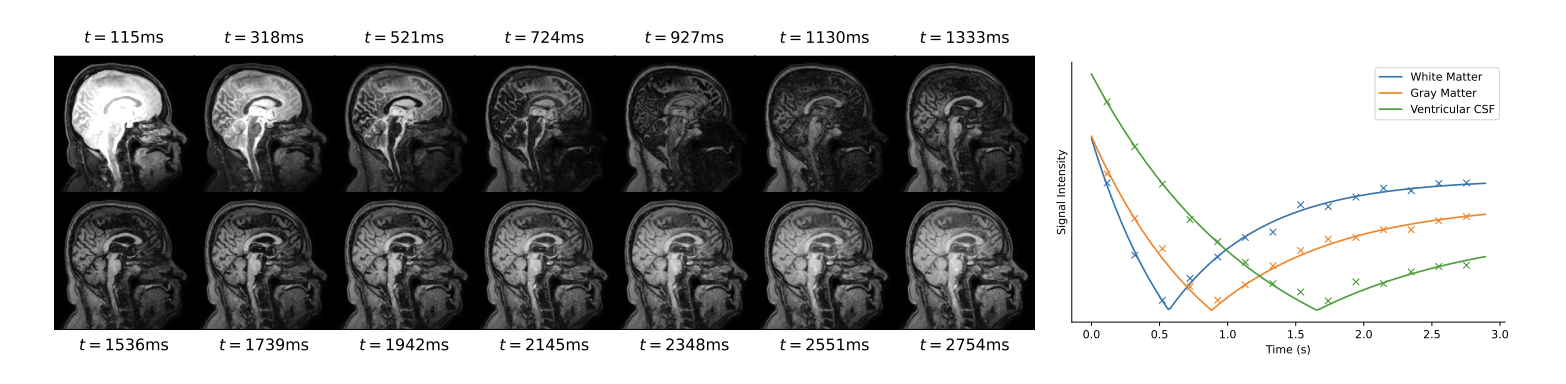 t = 115ms t = 318ms t = 521ms t = 724ms t = 927ms t = 1130ms t = 1333ms
t = 1536ms t = 1739ms t = 1942ms t = 2145ms t = 2348ms t = 2551ms t = 2754ms
Signal Intensity
White Matter
Gray Matter
Ventricular CSF
0.0 0.5 1.0 1.5 2.0 2.5 3.0
Time (s)